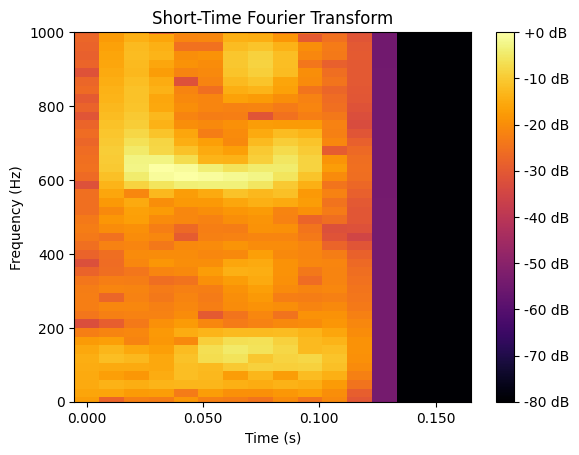 Short-Time Fourier Transform
1000
800
600
400
200
0
Frequency (Hz)
0.000
0.050
0.100
0.150
Time (s)
+0 dB
-10 dB
-20 dB
-30 dB
-40 dB
-50 dB
-60 dB
-70 dB
-80 dB